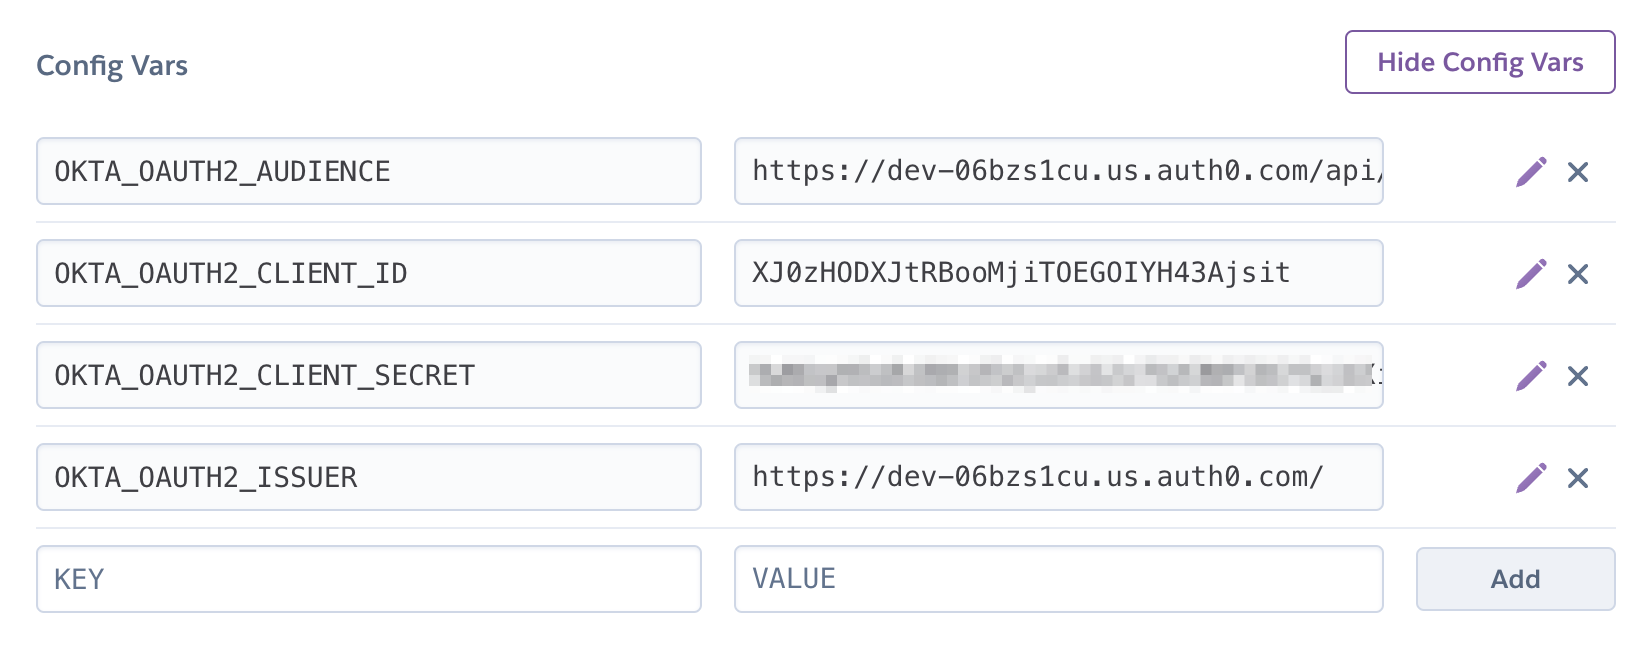 Config Vars
Hide Config Vars
OKTA_OAUTH2_AUDIENCE https://dev-06bzs1cu.us.auth0.com/api/
OKTA_OAUTH2_CLIENT_ID XJ0zHODXJtRBooMjiTOEGOIYH43Ajsit
OKTA_OAUTH2_CLIENT_SECRET
OKTA_OAUTH2_ISSUER https://dev-06bzs1cu.us.auth0.com/
KEY VALUE Add